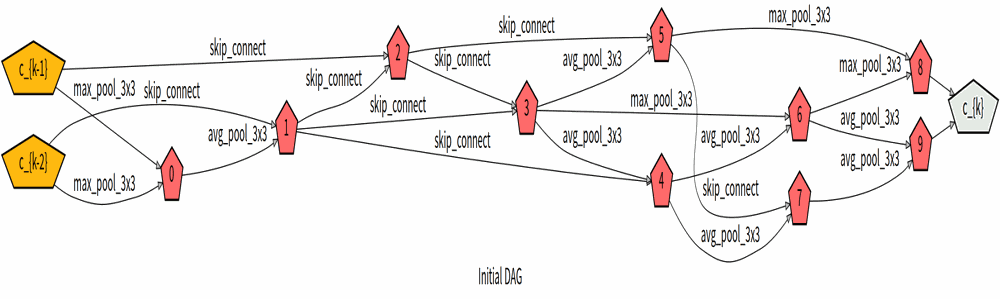 c_{k-1}
c_{k-2}
skip_connect
max_pool_3x3
skip_connect
max_pool_3x3
0
avg_pool_3x3
1
skip_connect
skip_connect
skip_connect
2
skip_connect
skip_connect
3
avg_pool_3x3
max_pool_3x3
avg_pool_3x3
5
4
max_pool_3x3
avg_pool_3x3
skip_connect
avg_pool_3x3
6
7
max_pool_3x3
avg_pool_3x3
avg_pool_3x3
8
9
c_{k}
Initial DAG